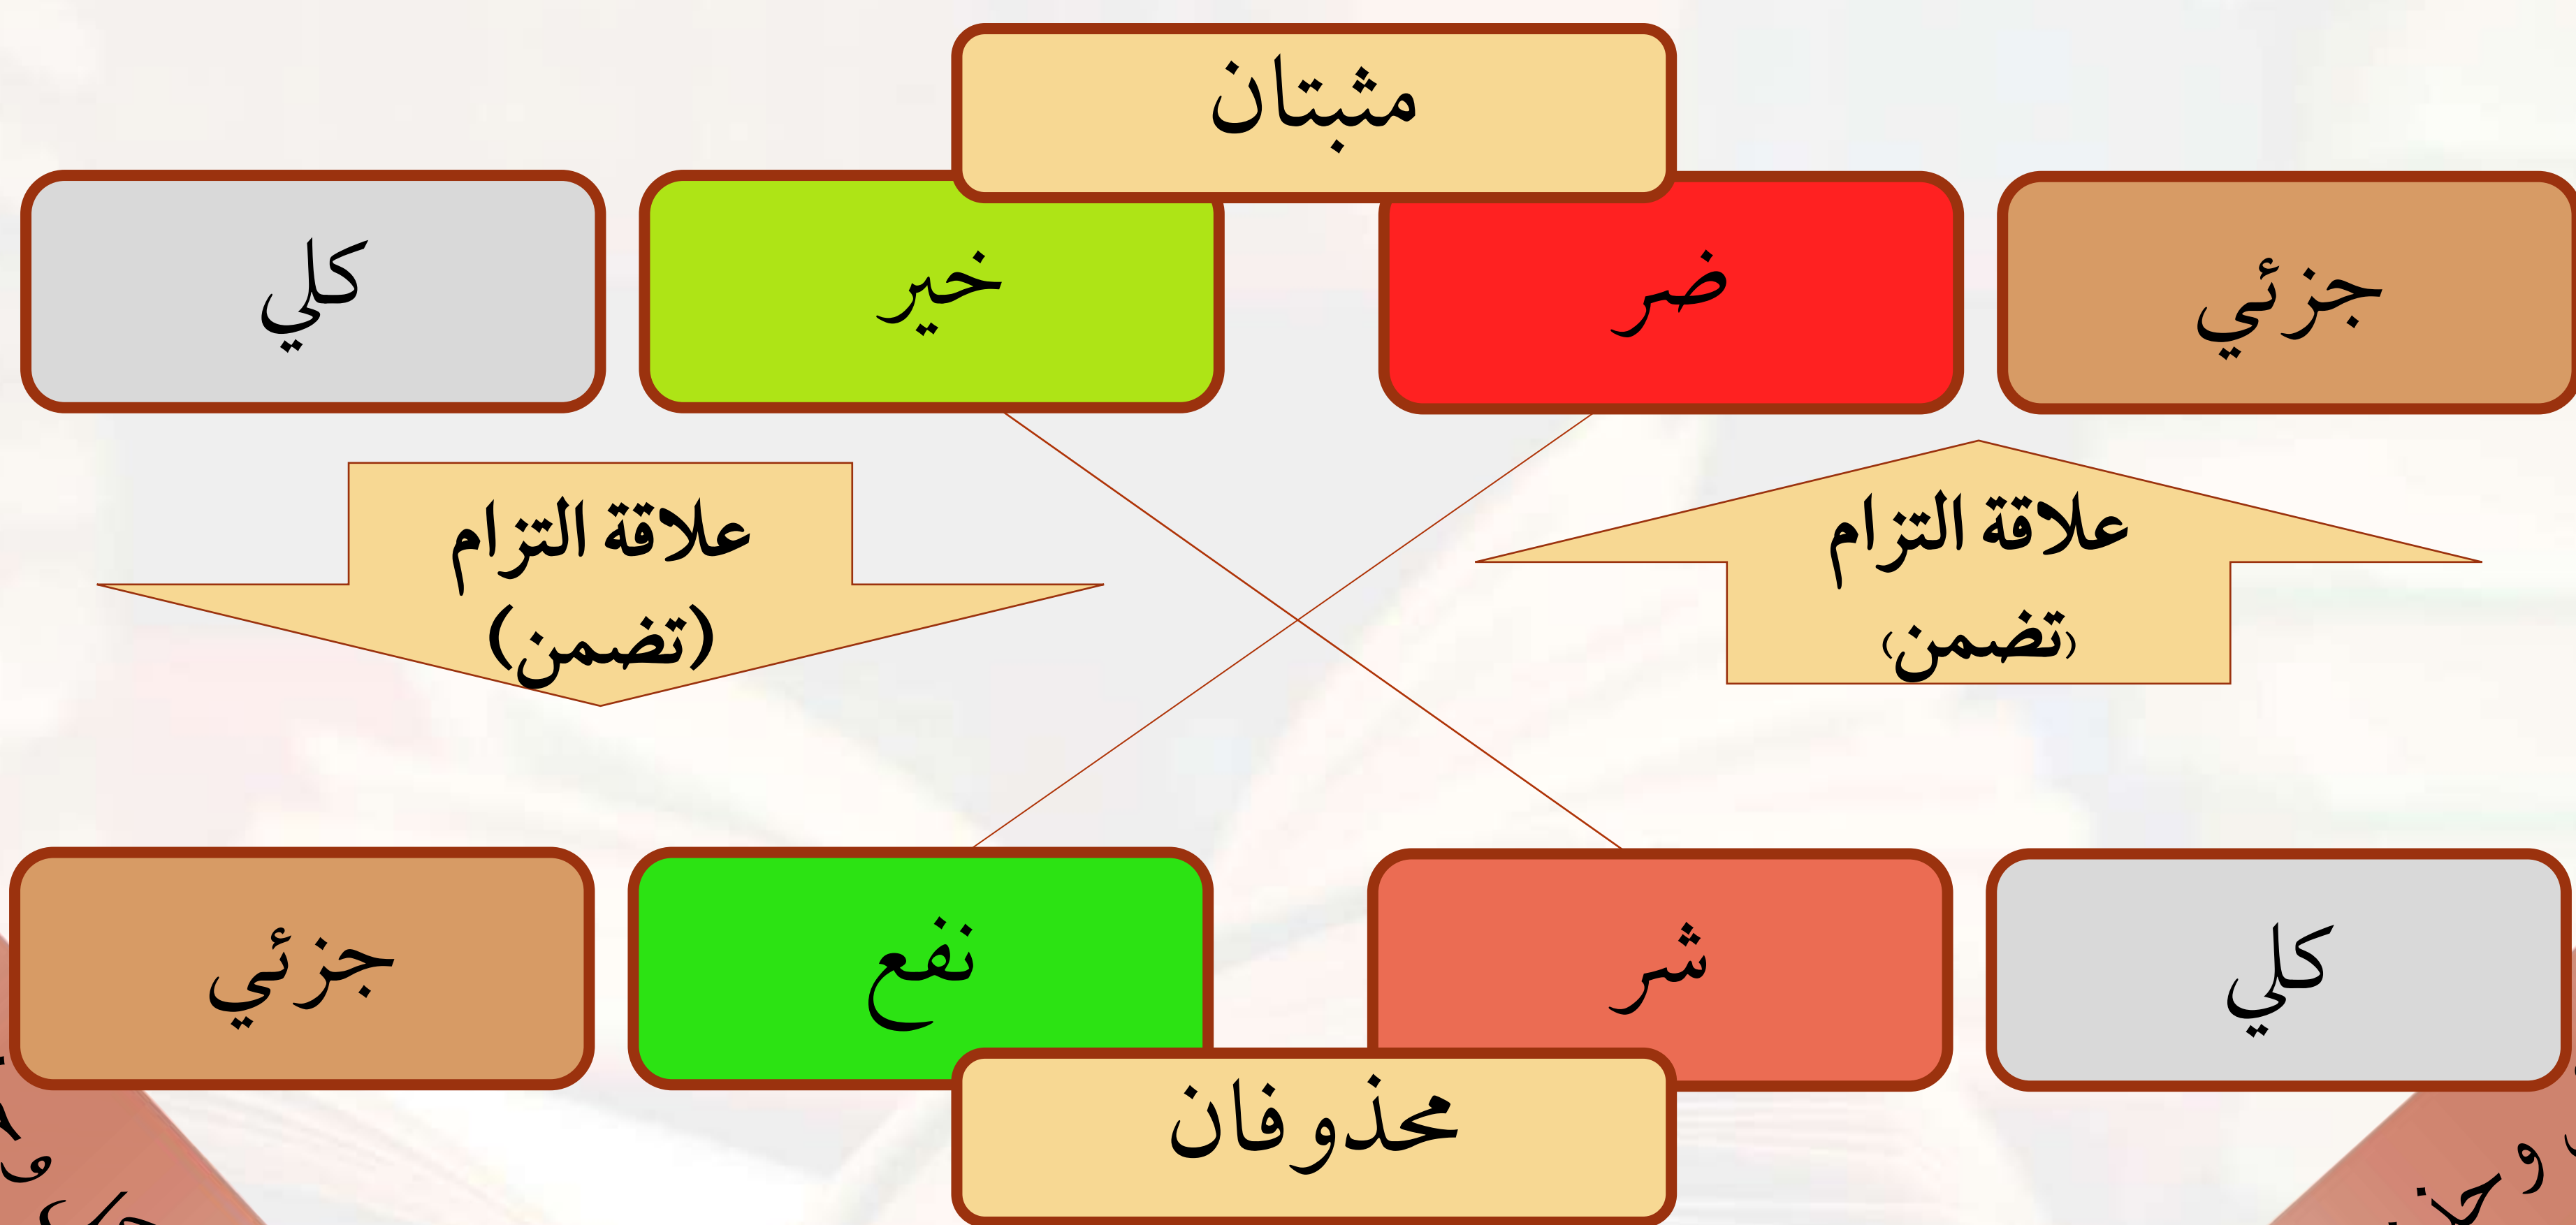 مثبتان
جزئي
ضر
خير
كلي
علاقة التزام
(تضمن)
علاقة التزام
(تضمن)
كلي
شر
نفع
جزئي
محذوفان